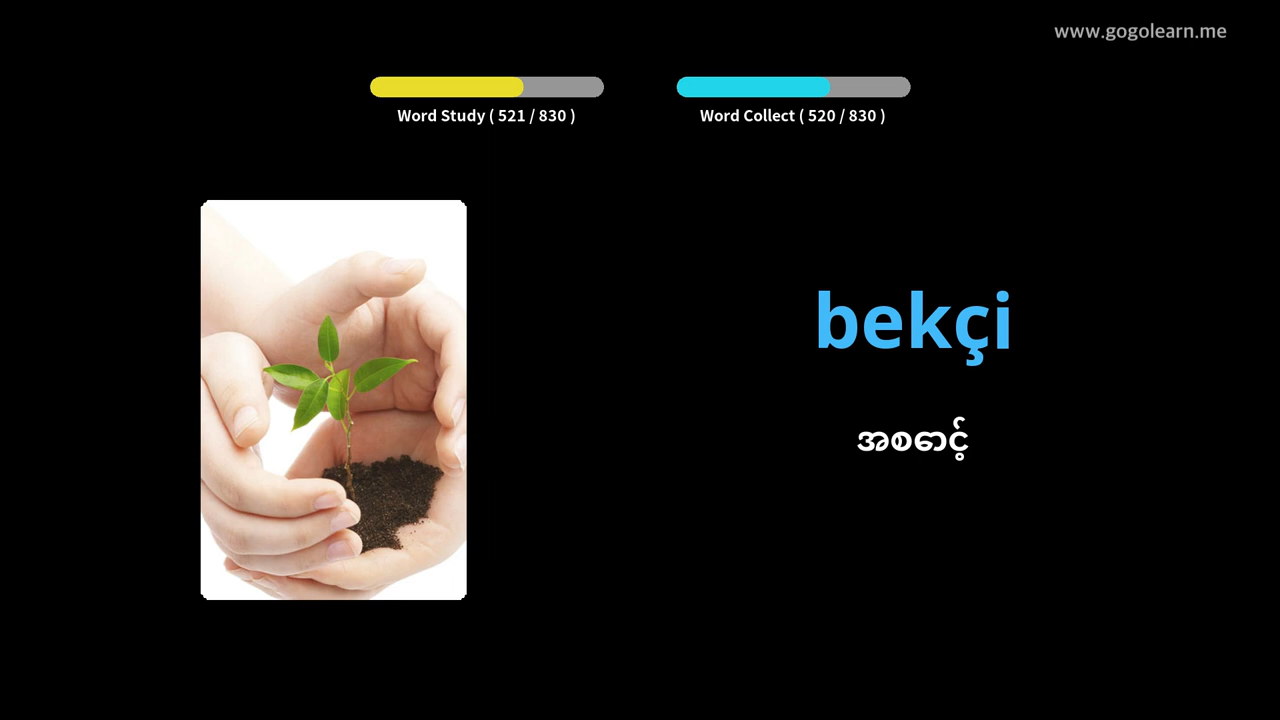 www.gogolearn.me
Word Study ( 521 / 830 )
Word Collect ( 520 / 830 )
bekçi
အစောင့်